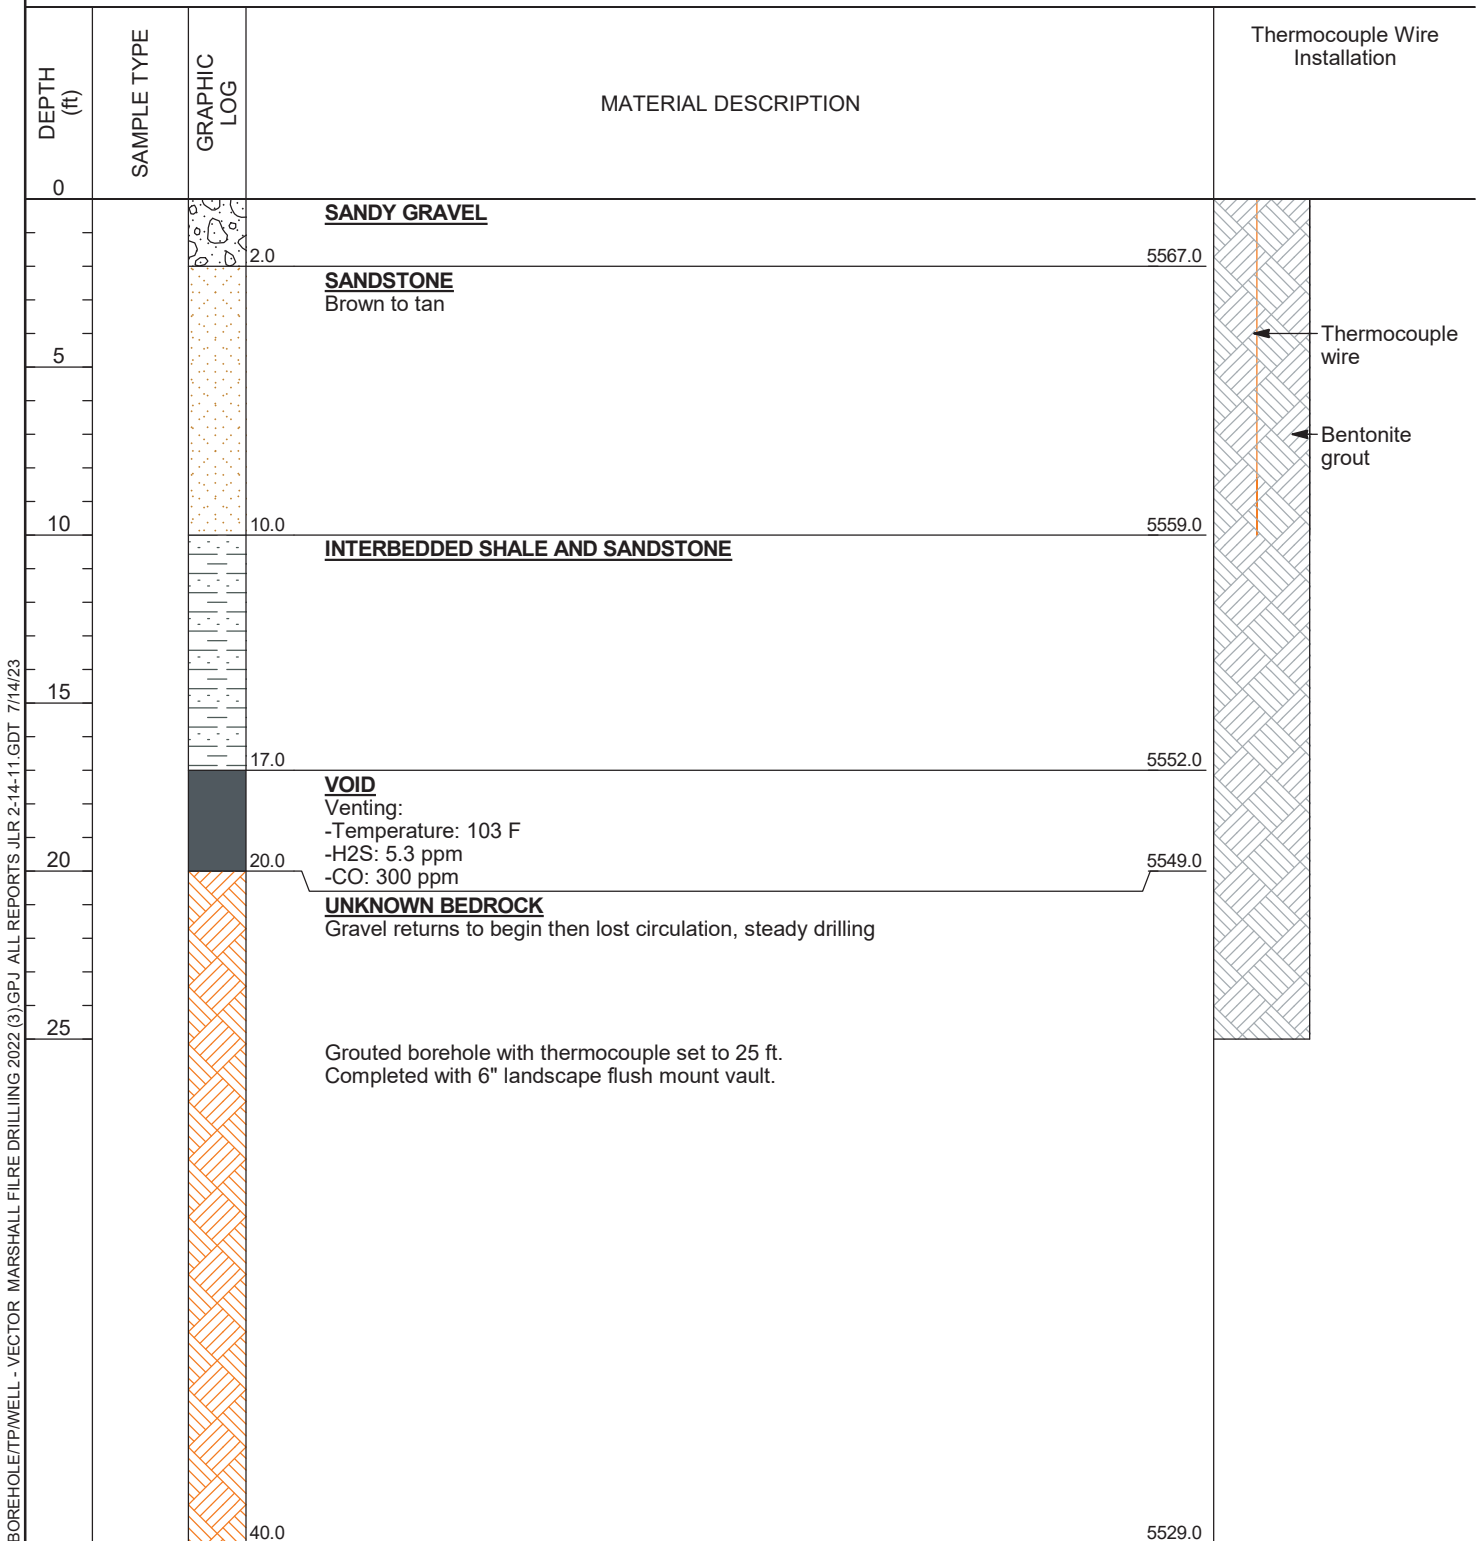 DEPTH
(ft)
SAMPLE TYPE
GRAPHIC
LOG
MATERIAL DESCRIPTION
Thermocouple Wire
Installation
0
SANDY GRAVEL
2.0
5567.0
SANDSTONE
Brown to tan
Thermocouple
wire
5
Bentonite
grout
10
10.0
5559.0
INTERBEDDED SHALE AND SANDSTONE
15
17.0
5552.0
VOID
Venting:
-Temperature: 103 F
-H2S: 5.3 ppm
20
20.0
5549.0
-CO: 300 ppm
UNKNOWN BEDROCK
Gravel returns to begin then lost circulation, steady drilling
25
Grouted borehole with thermocouple set to 25 ft.
Completed with 6" landscape flush mount vault.
40.0
5529.0
BOREHOLE/TP/WELL - VECTOR MARSHALL FILRE DRILLIING 2022 (3).GPJ ALL REPORTS JLR 2-14-11.GDT 7/14/23